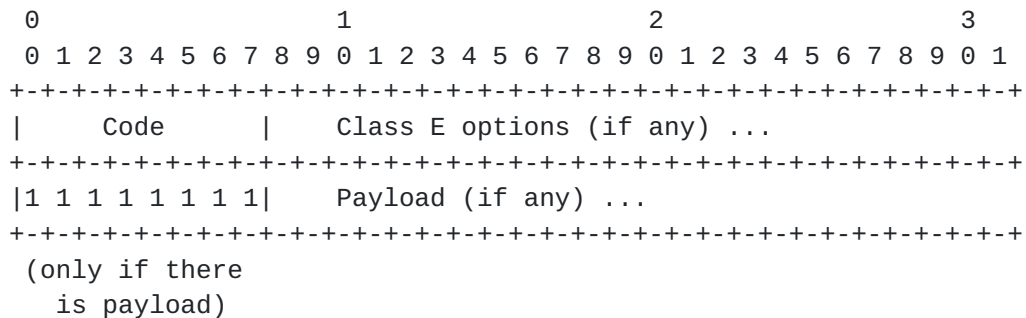 0                   1                   2                   3
 0 1 2 3 4 5 6 7 8 9 0 1 2 3 4 5 6 7 8 9 0 1 2 3 4 5 6 7 8 9 0 1
+-+-+-+-+-+-+-+-+-+-+-+-+-+-+-+-+-+-+-+-+-+-+-+-+-+-+-+-+-+-+-+-+
|     Code      |    Class E options (if any) ...
+-+-+-+-+-+-+-+-+-+-+-+-+-+-+-+-+-+-+-+-+-+-+-+-+-+-+-+-+-+-+-+-+
|1 1 1 1 1 1 1 1|    Payload (if any) ...
+-+-+-+-+-+-+-+-+-+-+-+-+-+-+-+-+-+-+-+-+-+-+-+-+-+-+-+-+-+-+-+-+
 (only if there
   is payload)